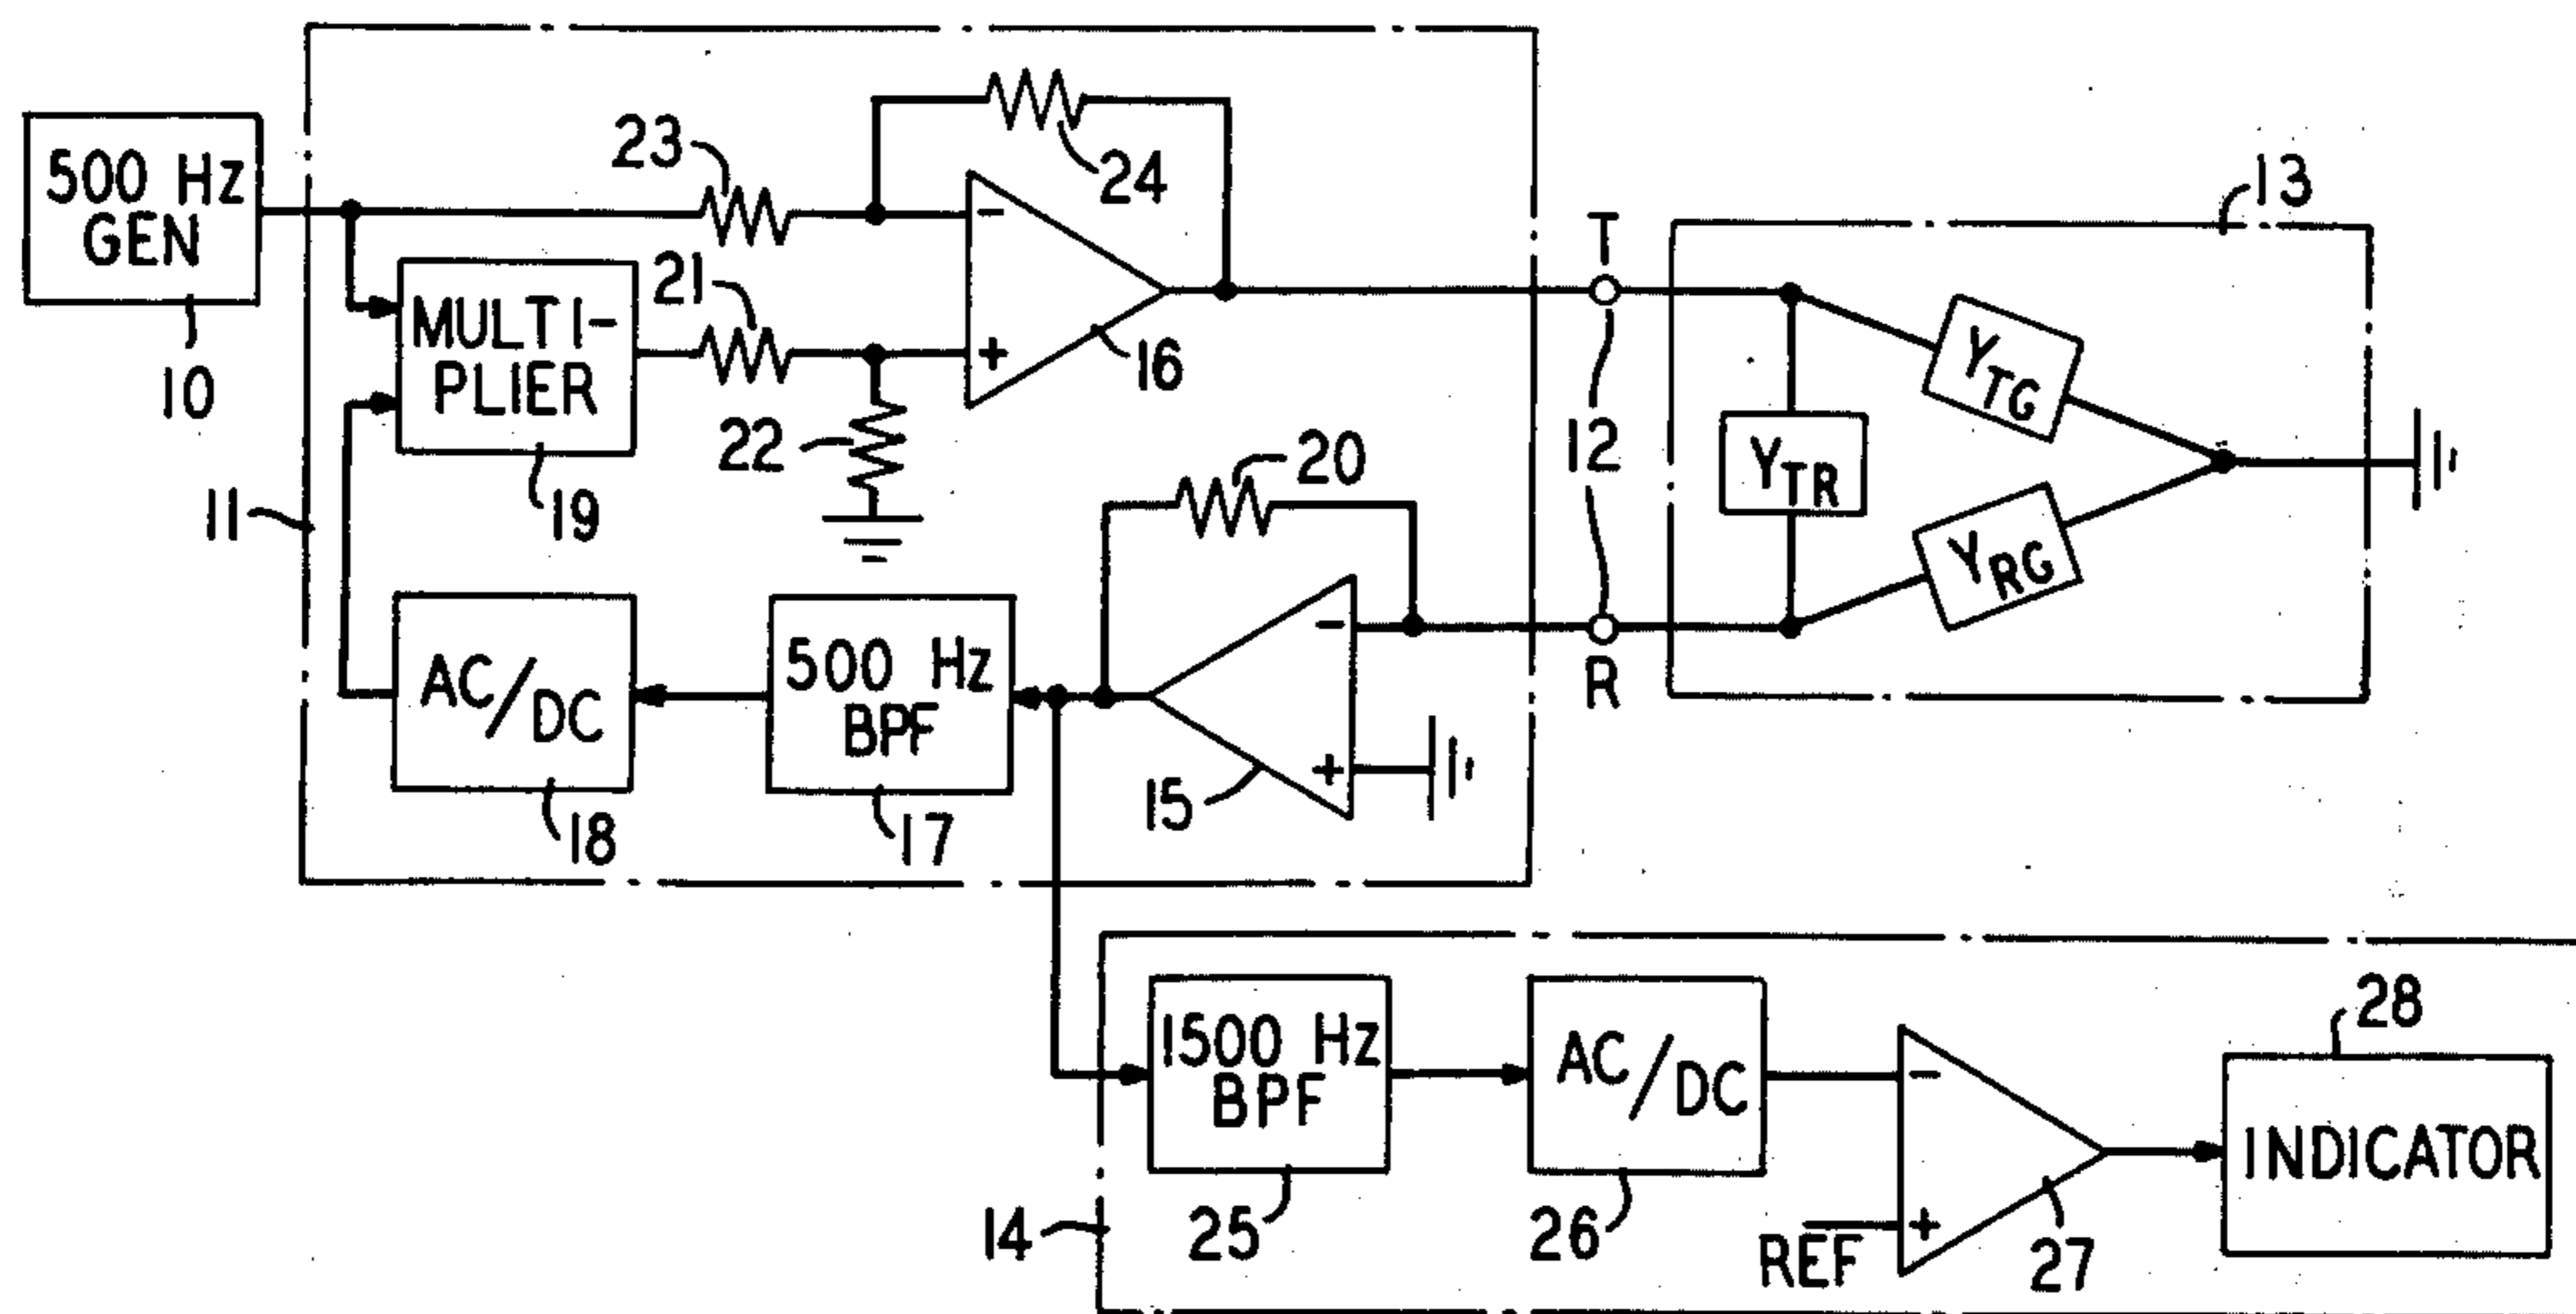 500 Hz
GEN
10
11
23
24
MULTI-
PLIER
19
21
22
-
+
16
T
12
R
13
YTG
YTR
YRG
20
-
+
15
500 Hz
BPF
17
AC/DC
18
14
1500 Hz
BPF
25
AC/DC
26
-
+
REF
27
28
INDICATOR